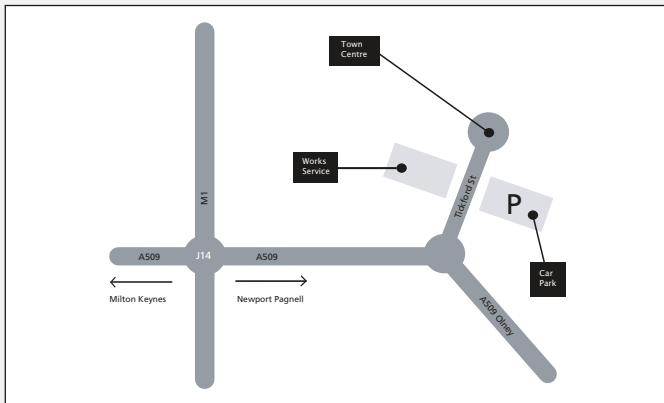 Town
Centre
Works
Service
M1
Tickford St
P
A509
J14
A509
Car
Park
Milton Keynes
Newport Pagnell
A509 Olney